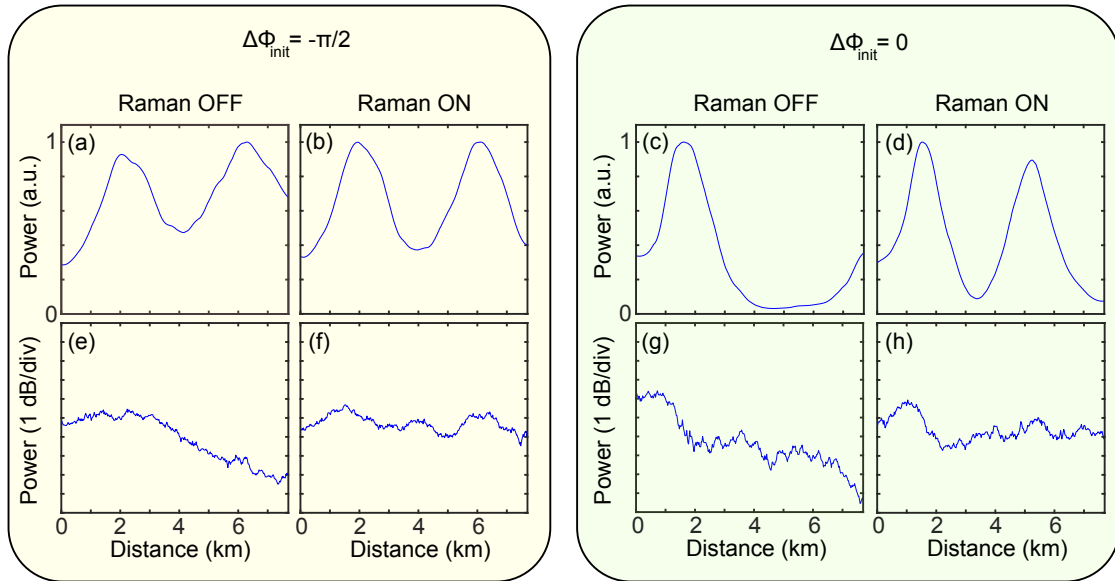 ΔΦinit= -π/2
Raman OFF
Raman ON
Power (a.u.)
1
0
(a)
(b)
Power (1 dB/div)
(e)
(f)
0
2
4
6
0
2
4
6
Distance (km)
Distance (km)
ΔΦinit= 0
Raman OFF
Raman ON
Power (a.u.)
1
0
(c)
(d)
Power (1 dB/div)
(g)
(h)
0
2
4
6
0
2
4
6
Distance (km)
Distance (km)